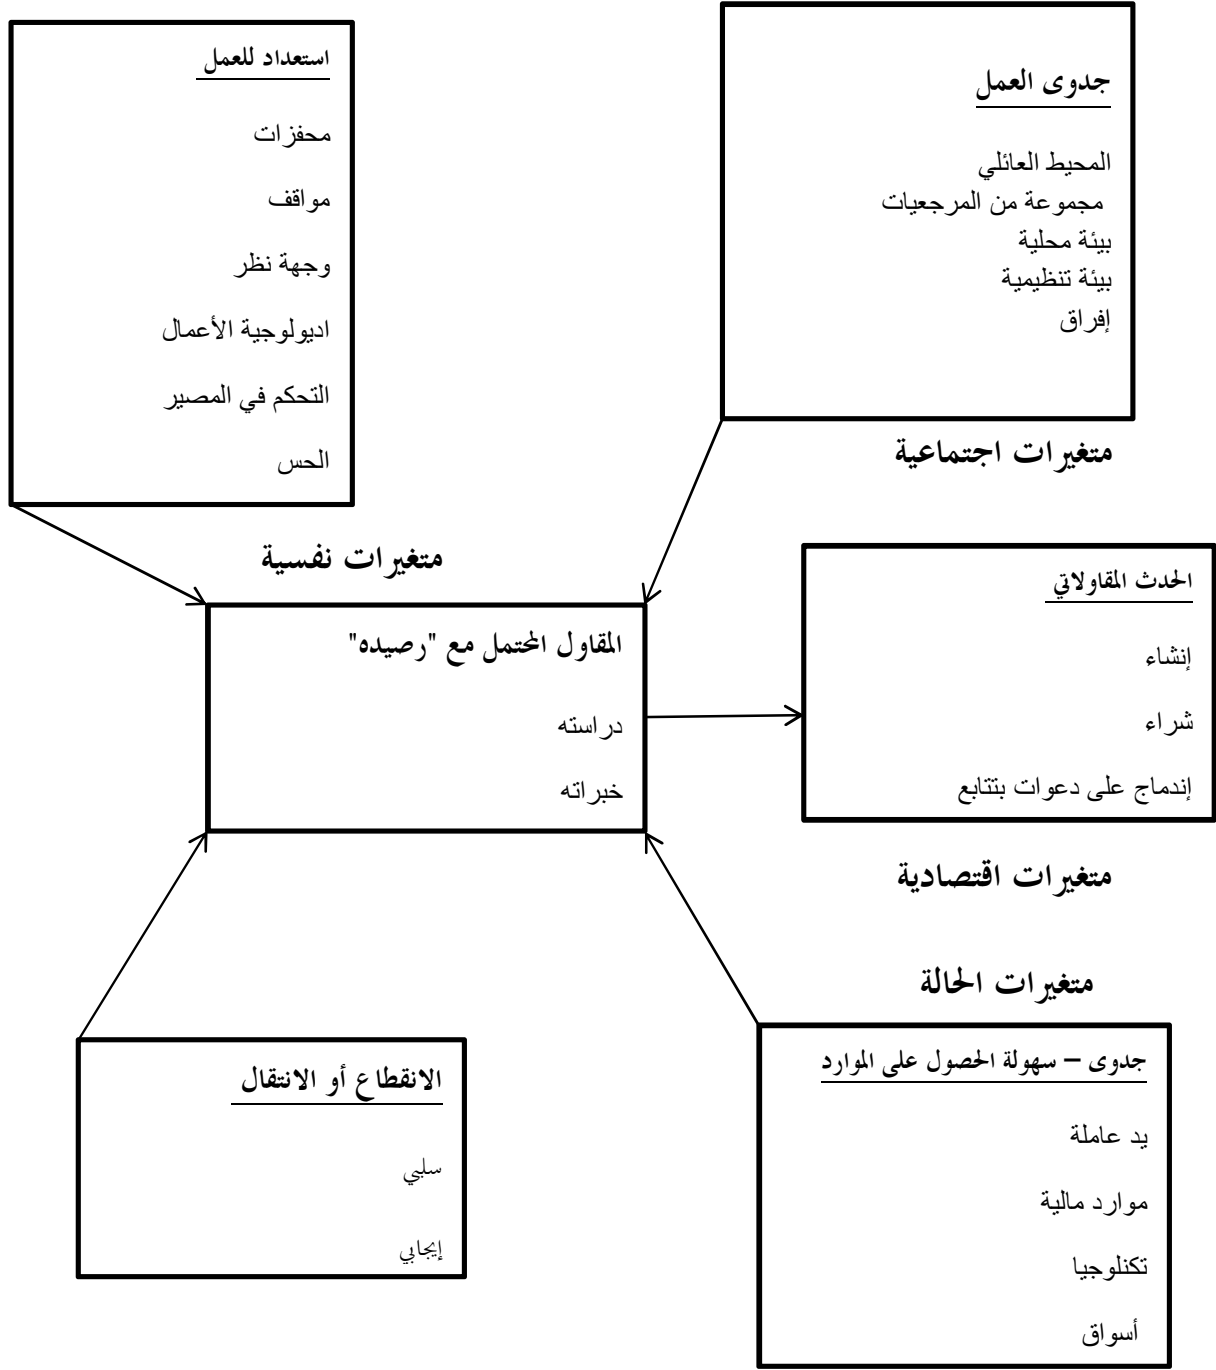 جدوى العمل
المحيط العائلي
مجموعة من المرجعيات
بيئة محلية
بيئة تنظيمية
إفراق
متغيرات اجتماعية
استعداد للعمل
محفزات
مواقف
وجهة نظر
اديولوجية الأعمال
التحكم في المصير
الحس
متغيرات نفسية
الحدث المقاولاتي
إنشاء
شراء
إندماج على دعوات بتتابع
متغيرات اقتصادية
المقاول المحتمل مع "رصيده"
دراسته
خبراته
متغيرات الحالة
جدوى – سهولة الحصول على الموارد
يد عاملة
موارد مالية
تكنلوجيا
أسواق
الانقطاع أو الانتقال
سلبي
إيجابي